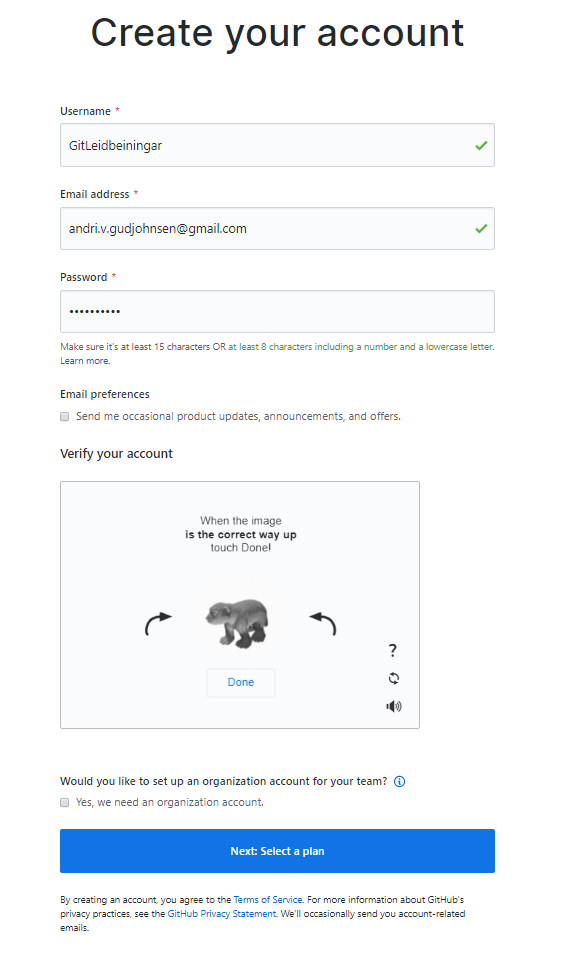 Create your account
Username *
GitLeidbeiningar
Email address *
andri.v.gudjohnsen@gmail.com
Password *
••••••••••
Make sure it's at least 15 characters OR at least 8 characters including a number and a lowercase letter.
Learn more.
Email preferences
Send me occasional product updates, announcements, and offers.
Verify your account
When the image
is the correct way up
touch Done!
?
Done
Would you like to set up an organization account for your team?
Yes, we need an organization account.
Next: Select a plan
By creating an account, you agree to the Terms of Service. For more information about GitHub's
privacy practices, see the GitHub Privacy Statement. We'll occasionally send you account-related
emails.